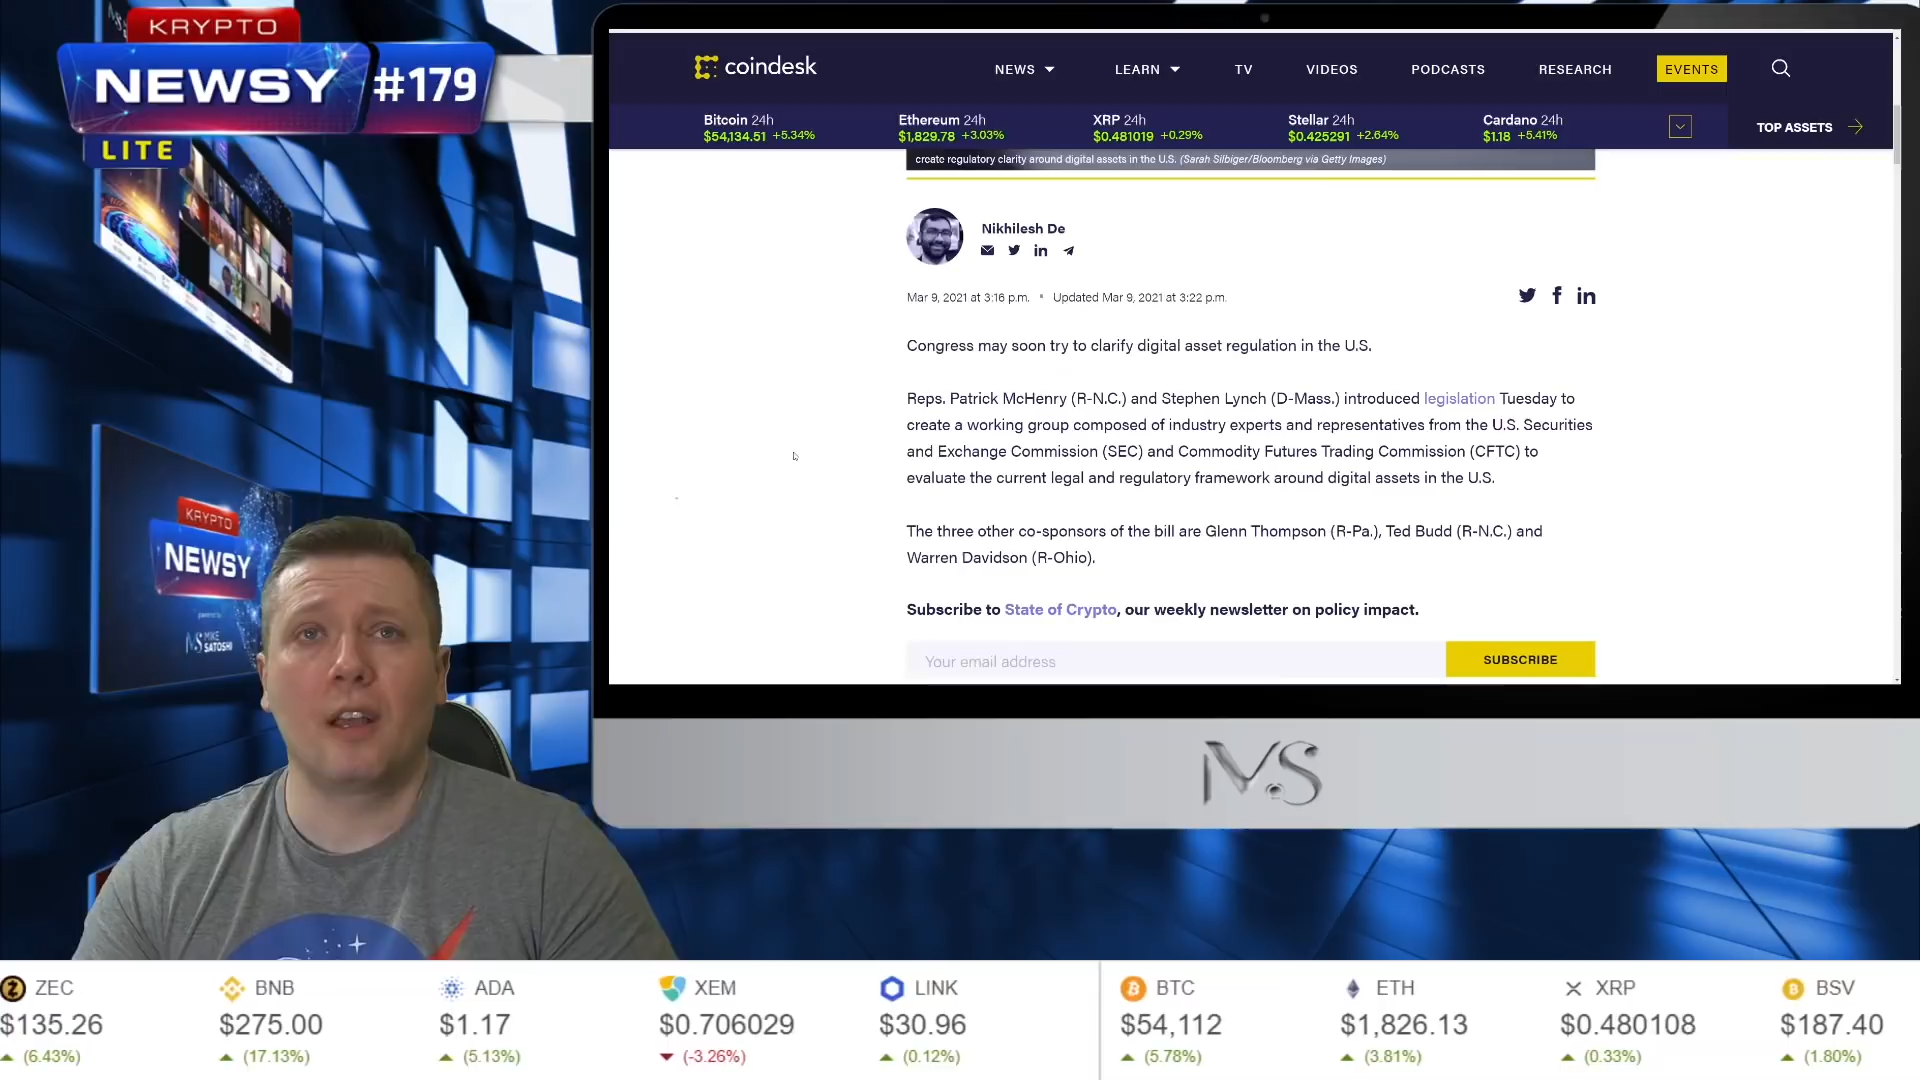 KRYPTO
NEWSY #179
LITE
coindesk
NEWS
LEARN
TV
VIDEOS
PODCASTS
RESEARCH
EVENTS
Bitcoin 24h
$54,134.51 +5.34%
Ethereum 24h
$1,829.78 +3.03%
XRP 24h
$0.481019 +0.29%
Stellar 24h
$0.425291 +2.64%
Cardano 24h
$1.18 +5.41%
TOP ASSETS
create regulatory clarity around digital assets in the U.S. (Sarah Silbiger/Bloomberg via Getty Images)
Nikhilesh De
Mar 9, 2021 at 3:16 p.m. • Updated Mar 9, 2021 at 3:22 p.m.
Congress may soon try to clarify digital asset regulation in the U.S.
Reps. Patrick McHenry (R-N.C.) and Stephen Lynch (D-Mass.) introduced legislation Tuesday to
create a working group composed of industry experts and representatives from the U.S. Securities
and Exchange Commission (SEC) and Commodity Futures Trading Commission (CFTC) to
evaluate the current legal and regulatory framework around digital assets in the U.S.
The three other co-sponsors of the bill are Glenn Thompson (R-Pa.), Ted Budd (R-N.C.) and
Warren Davidson (R-Ohio).
Subscribe to State of Crypto, our weekly newsletter on policy impact.
Your email address
SUBSCRIBE
KRYPTO
NEWSY
powered by
MIKE
SATOSHI
MS
ZEC
$135.26
(6.43%)
BNB
$275.00
(17.13%)
ADA
$1.17
(5.13%)
XEM
$0.706029
(-3.26%)
LINK
$30.96
(0.12%)
BTC
$54,112
(5.78%)
ETH
$1,826.13
(3.81%)
XRP
$0.480108
(0.33%)
BSV
$187.40
(1.80%)